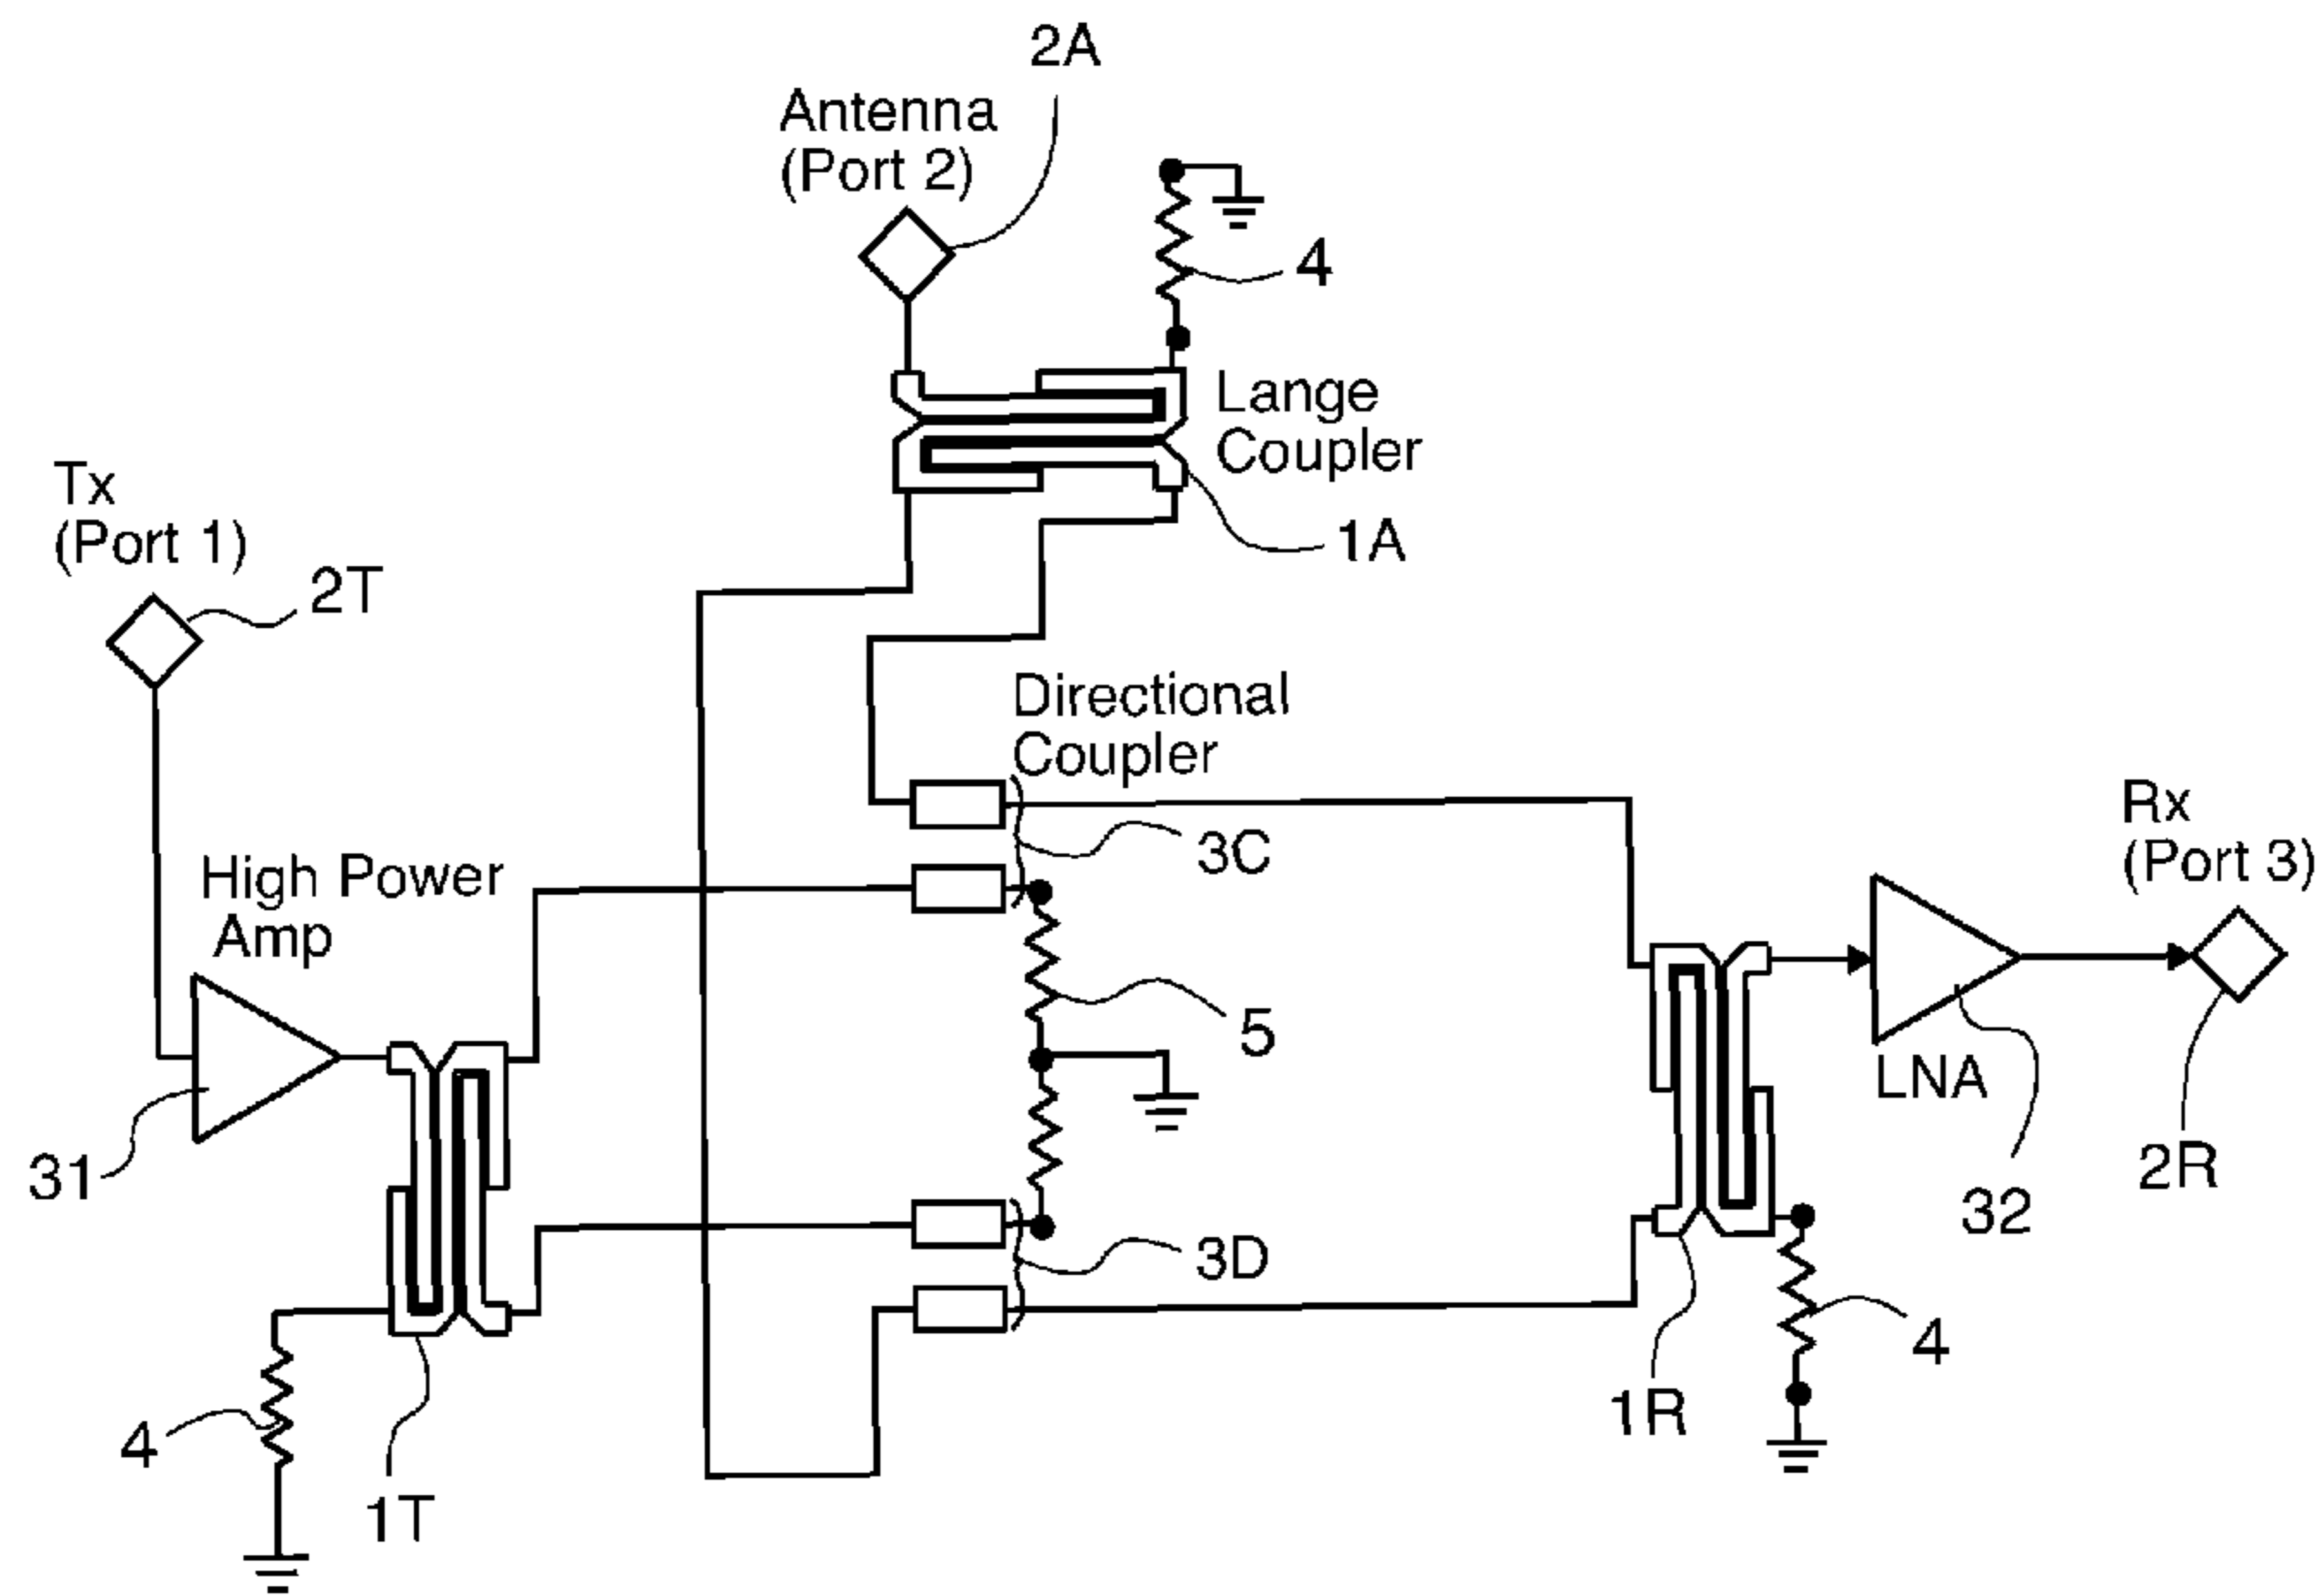 2A
Antenna
(Port 2)
4
Lange
Coupler
1A
Tx
(Port 1)
2T
Directional
Coupler
3C
Rx
(Port 3)
High Power
Amp
5
LNA
31
2R
32
3D
4
1R
4
1T